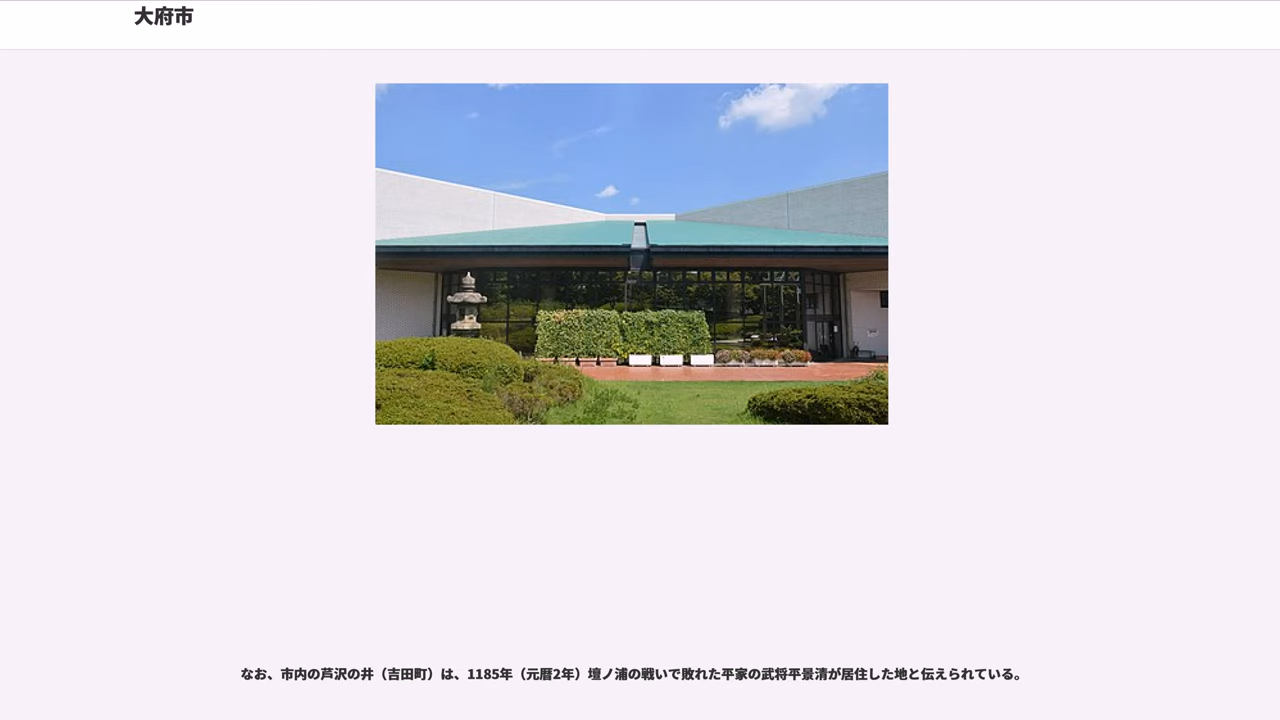 大府市
なお、市内の芦沢の井（吉田町）は、1185年（元暦2年）壇ノ浦の戦いで敗れた平家の武将平景清が居住した地と伝えられている。